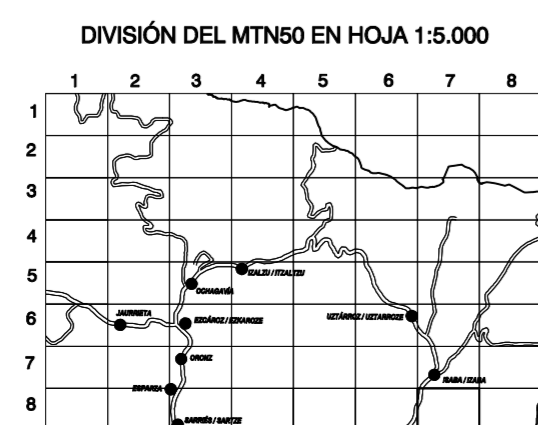 DIVISIÓN DEL MTN50 EN HOJA 1:5.000
1 2 3 4 5 6 7 8
1
2
3
4
5
IZALZU / ITZALTZU
OCHAGAVÍA
6
JAURRIETA
EZCÁROZ / EZKAROZE
UZTÁRROZ / UZTARROZE
7
ORONZ
ISABA / IZABA
ESPARZA
8
SARRIÉS / SARTZE